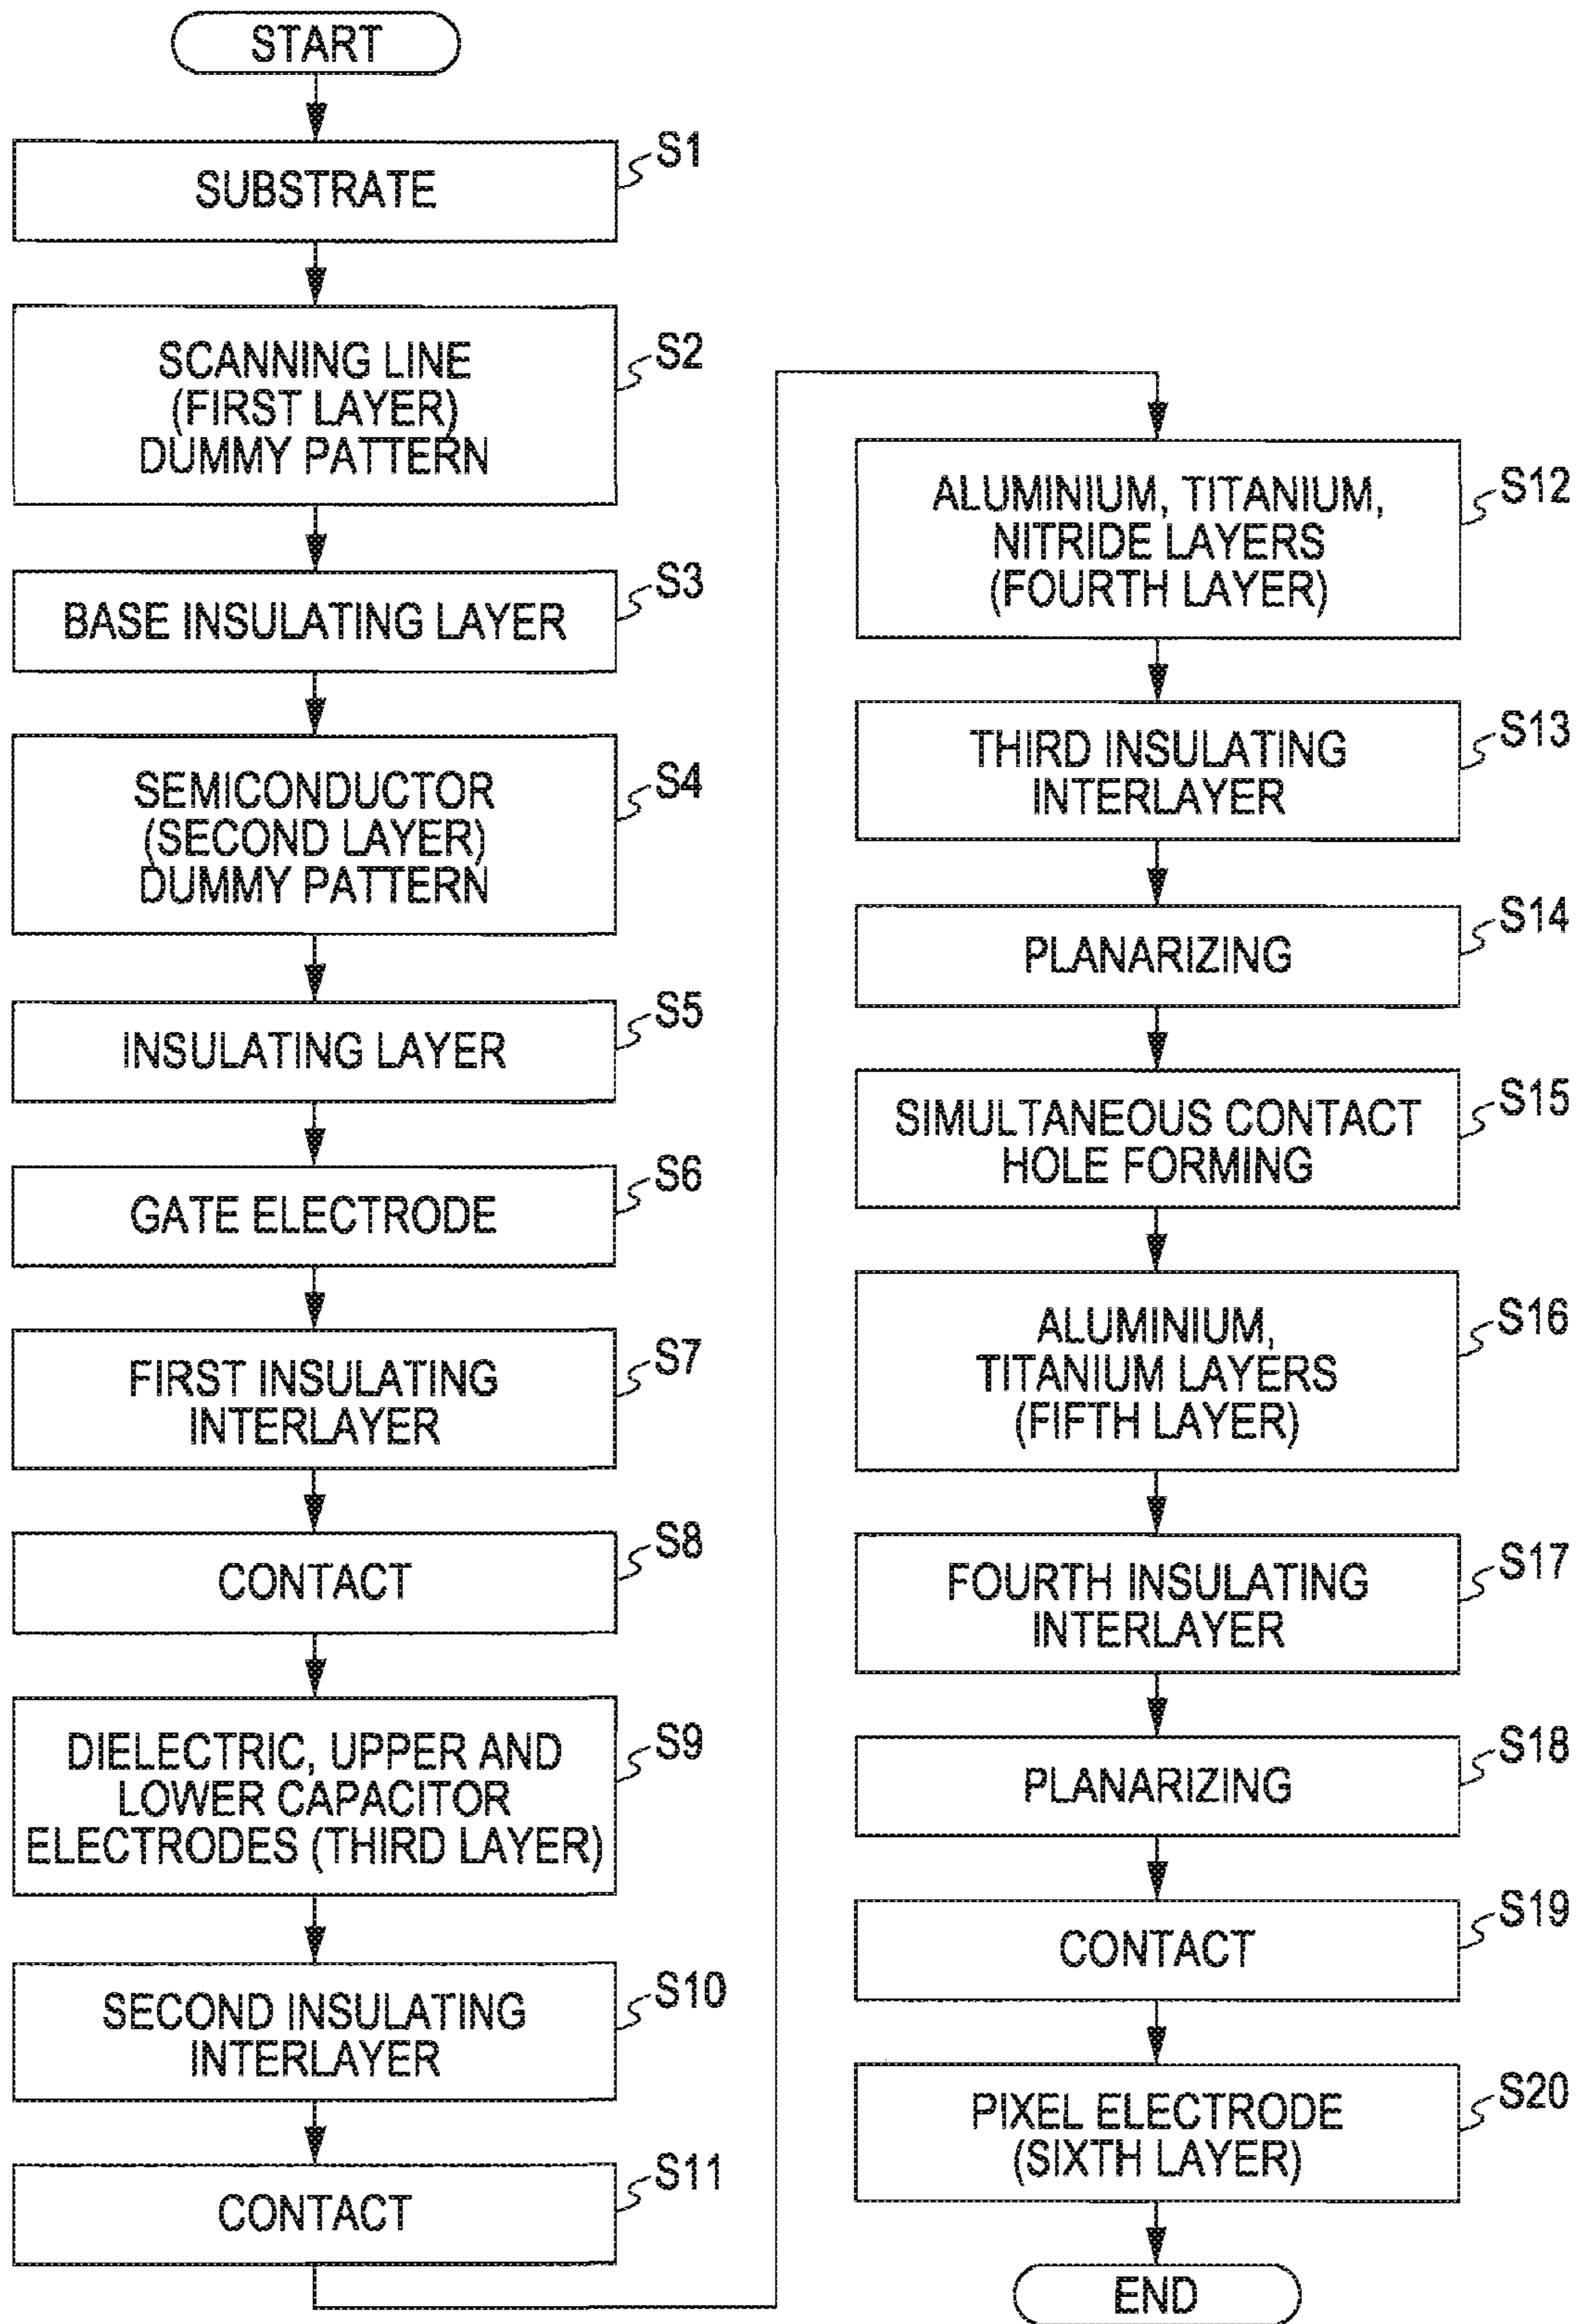 START
S1
SUBSTRATE
S2
SCANNING LINE
(FIRST LAYER)
DUMMY PATTERN
S3
BASE INSULATING LAYER
S4
SEMICONDUCTOR
(SECOND LAYER)
DUMMY PATTERN
S5
INSULATING LAYER
S6
GATE ELECTRODE
S7
FIRST INSULATING
INTERLAYER
S8
CONTACT
S9
DIELECTRIC, UPPER AND
LOWER CAPACITOR
ELECTRODES (THIRD LAYER)
S10
SECOND INSULATING
INTERLAYER
S11
CONTACT
S12
ALUMINIUM, TITANIUM,
NITRIDE LAYERS
(FOURTH LAYER)
S13
THIRD INSULATING
INTERLAYER
S14
PLANARIZING
S15
SIMULTANEOUS CONTACT
HOLE FORMING
S16
ALUMINIUM,
TITANIUM LAYERS
(FIFTH LAYER)
S17
FOURTH INSULATING
INTERLAYER
S18
PLANARIZING
S19
CONTACT
S20
PIXEL ELECTRODE
(SIXTH LAYER)
END